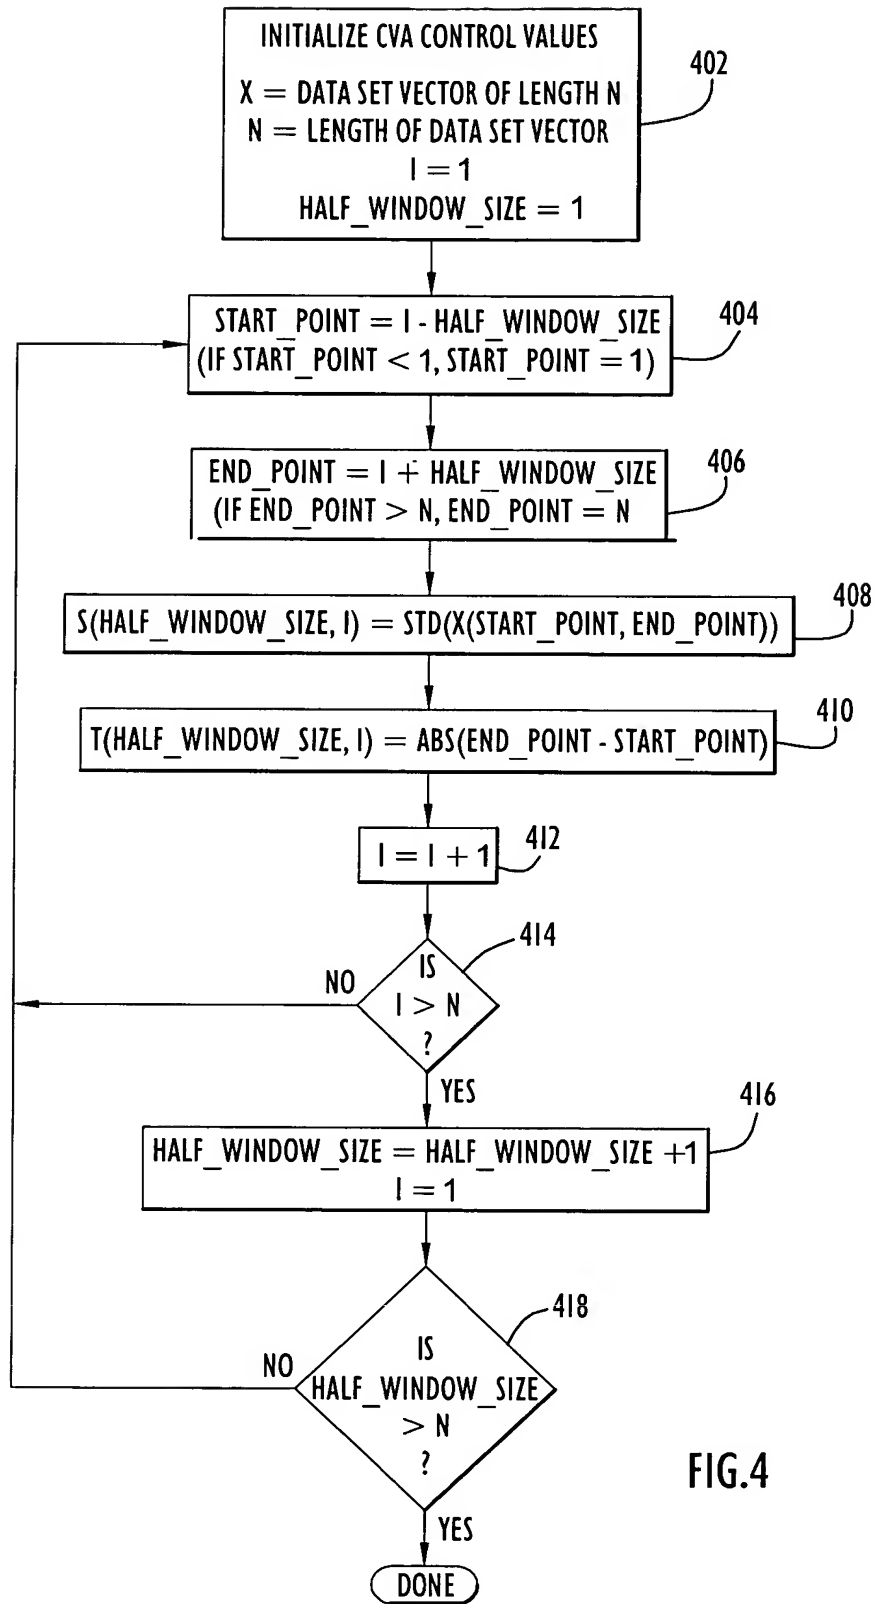 INITIALIZE CVA CONTROL VALUES
X = DATA SET VECTOR OF LENGTH N
N = LENGTH OF DATA SET VECTOR
I = 1
HALF_WINDOW_SIZE = 1
402
START_POINT = I - HALF_WINDOW_SIZE
(IF START_POINT < 1, START_POINT = 1)
404
END_POINT = I + HALF_WINDOW_SIZE
(IF END_POINT > N, END_POINT = N
406
S(HALF_WINDOW_SIZE, I) = STD(X(START_POINT, END_POINT))
408
T(HALF_WINDOW_SIZE, I) = ABS(END_POINT - START_POINT)
410
I = I + 1
412
IS
I > N
?
414
NO
YES
HALF_WINDOW_SIZE = HALF_WINDOW_SIZE +1
I = 1
416
IS
HALF_WINDOW_SIZE
> N
?
418
NO
YES
DONE
FIG.4